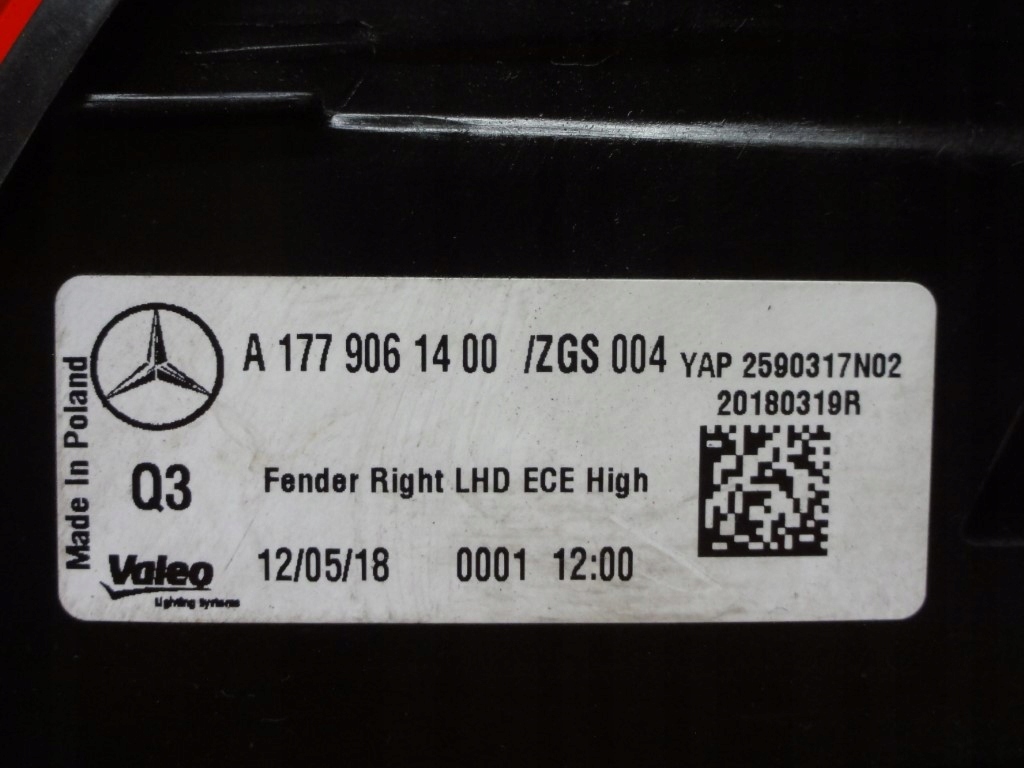 A 177 906 14 00 /ZGS 004 YAP 2590317N02
20180319R
Made In Poland
Q3
Fender Right LHD ECE High
Valeo
Lighting Systems
12/05/18 0001 12:00